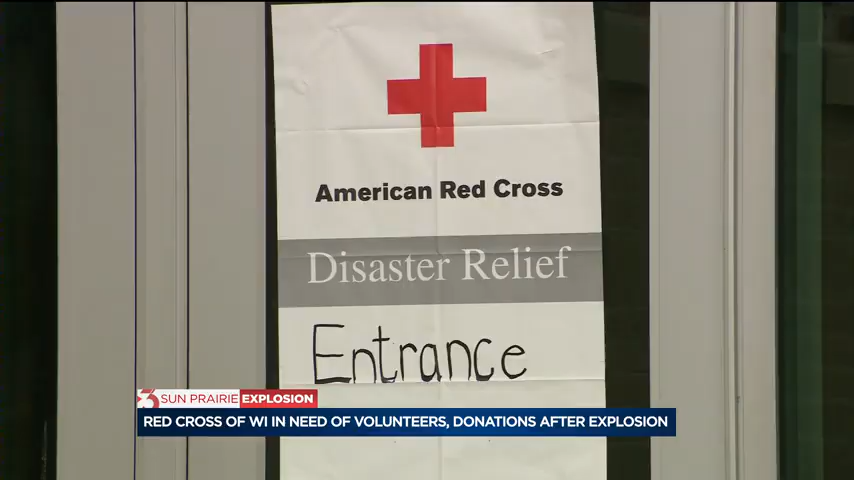 American Red Cross
Disaster Relief
Entrance
3 SUN PRAIRIE EXPLOSION
RED CROSS OF WI IN NEED OF VOLUNTEERS, DONATIONS AFTER EXPLOSION